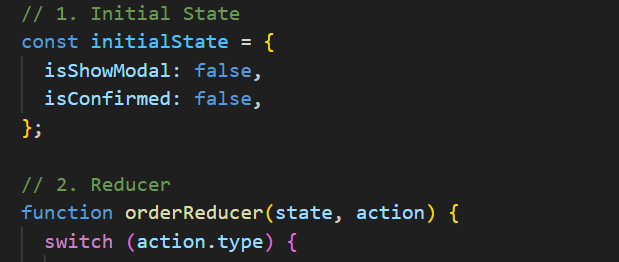 // 1. Initial State
const initialState = {
  isShowModal: false,
  isConfirmed: false,
};
// 2. Reducer
function orderReducer(state, action) {
  switch (action.type) {